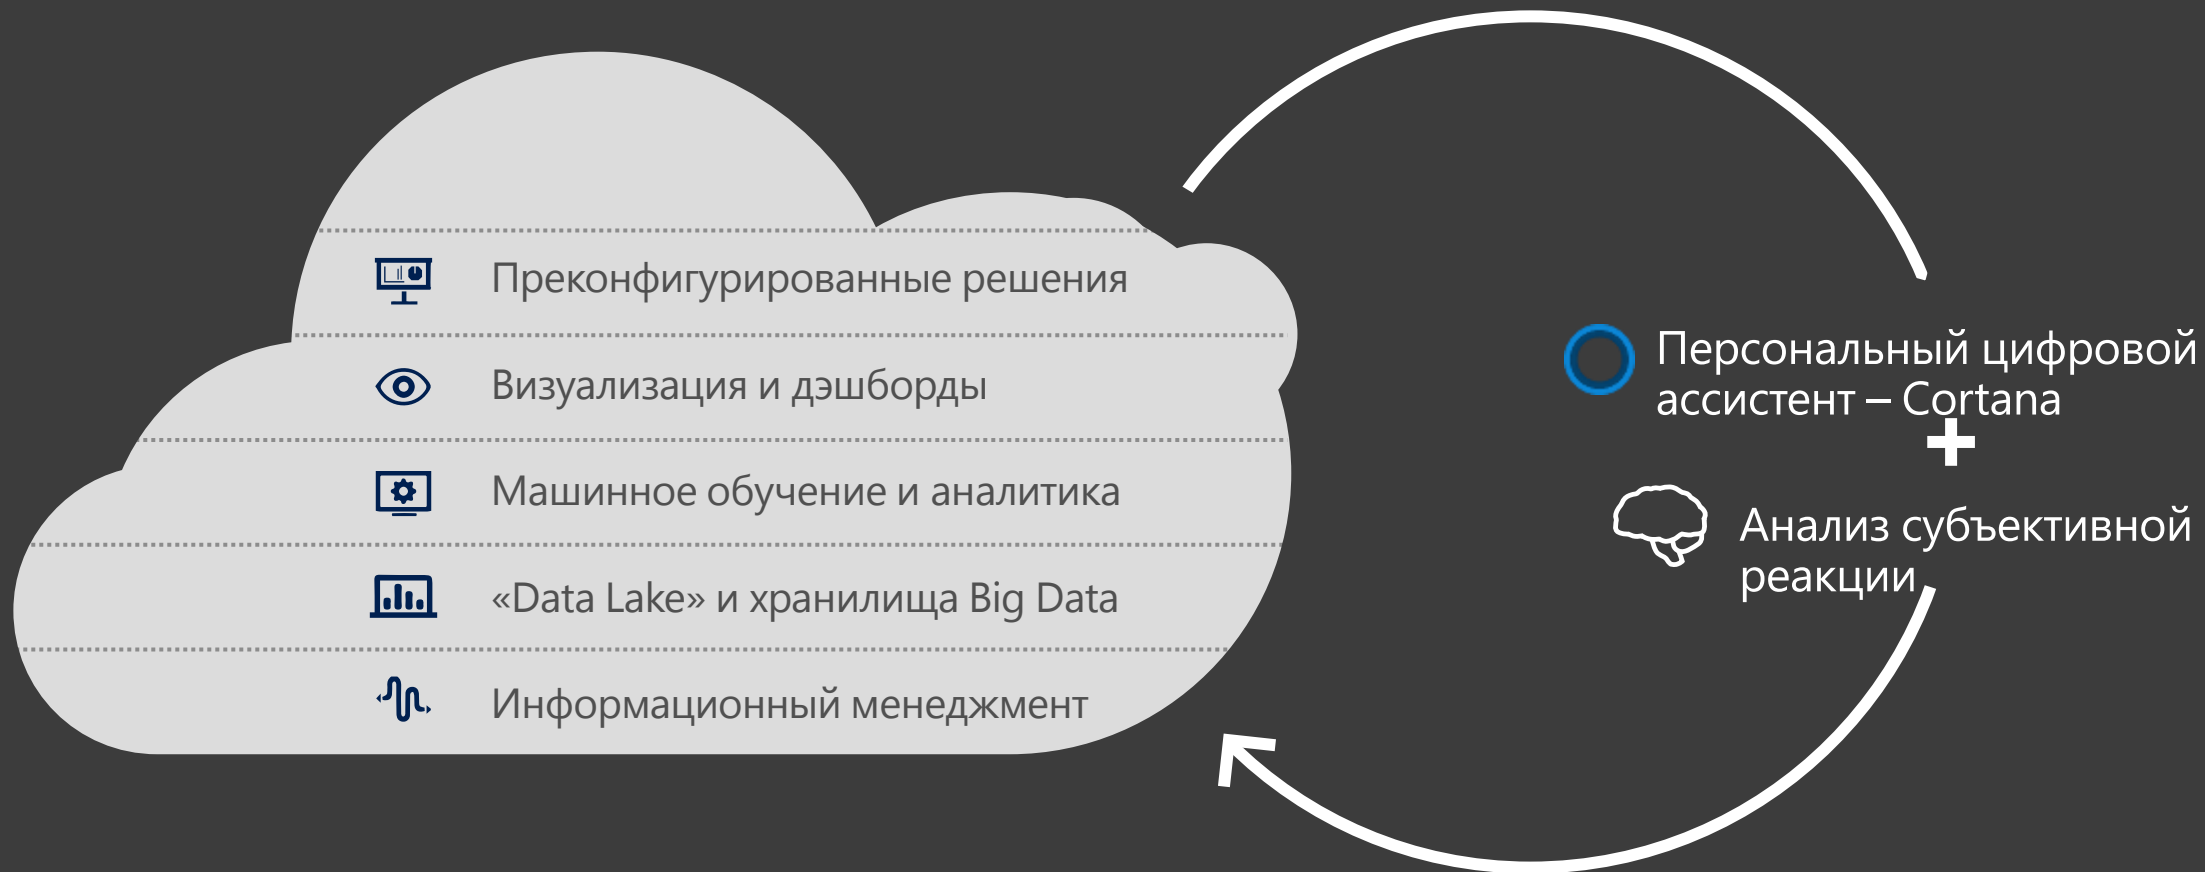 Преконфигурированные решения
Визуализация и дэшборды
Машинное обучение и аналитика
«Data Lake» и хранилища Big Data
Информационный менеджмент
Персональный цифровой
ассистент – Cortana
+
Анализ субъективной
реакции